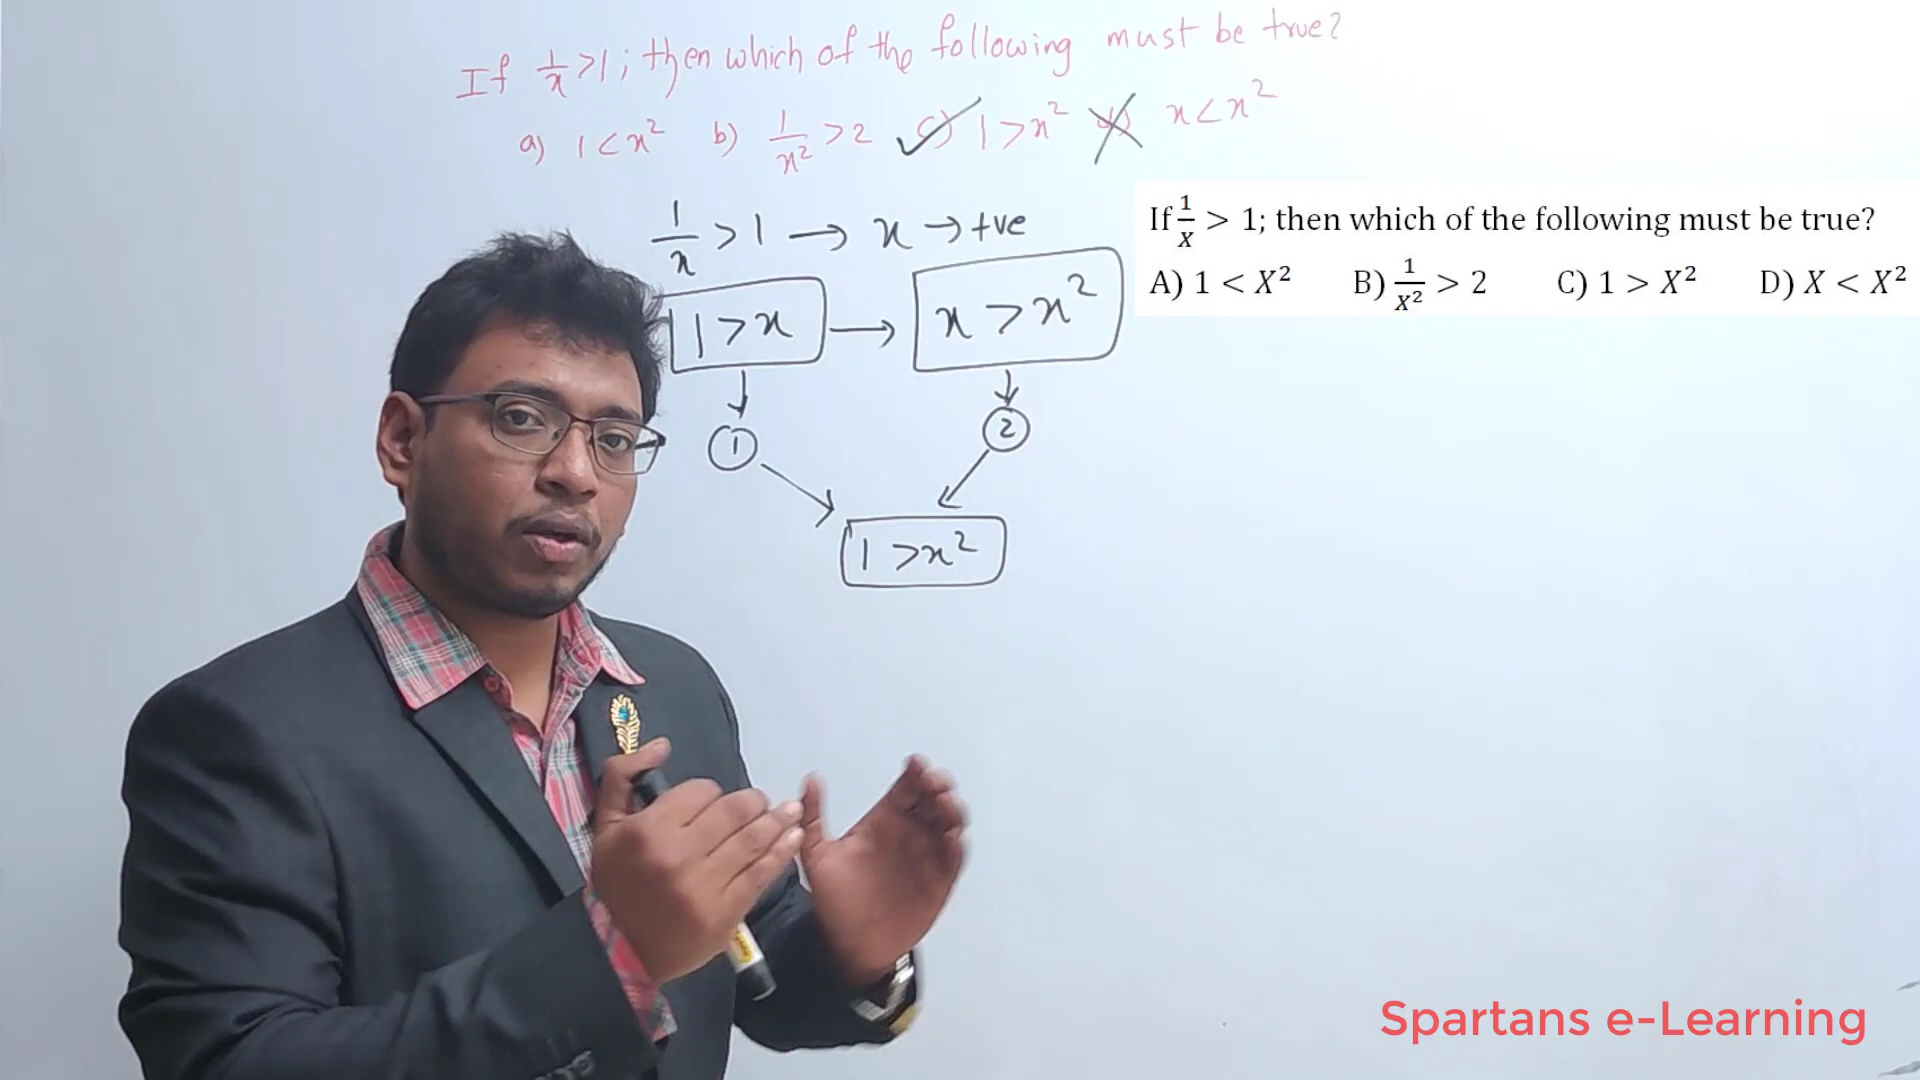 If 1/x > 1 ; then which of the following must be true?
a) 1 < x² b) 1/x² > 2 c) 1 > x² x < x²
1/x > 1 → x → +ve
1 > x → x > x²
① ②
1 > x²
If 1/X > 1; then which of the following must be true?
A) 1 < X² B) 1/X² > 2 C) 1 > X² D) X < X²
Spartans e-Learning